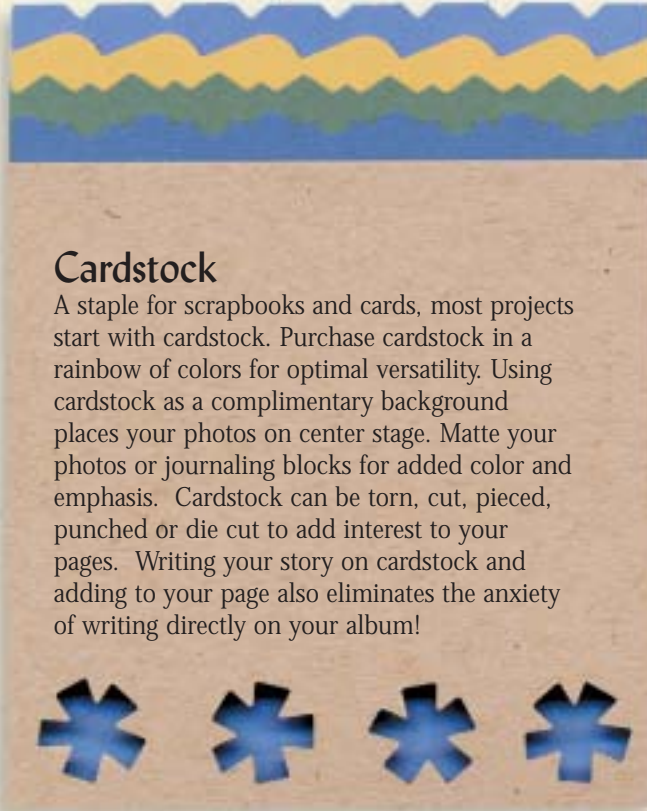 Cardstock
A staple for scrapbooks and cards, most projects
start with cardstock. Purchase cardstock in a
rainbow of colors for optimal versatility. Using
cardstock as a complimentary background
places your photos on center stage. Matte your
photos or journaling blocks for added color and
emphasis.  Cardstock can be torn, cut, pieced,
punched or die cut to add interest to your
pages.  Writing your story on cardstock and
adding to your page also eliminates the anxiety
of writing directly on your album!